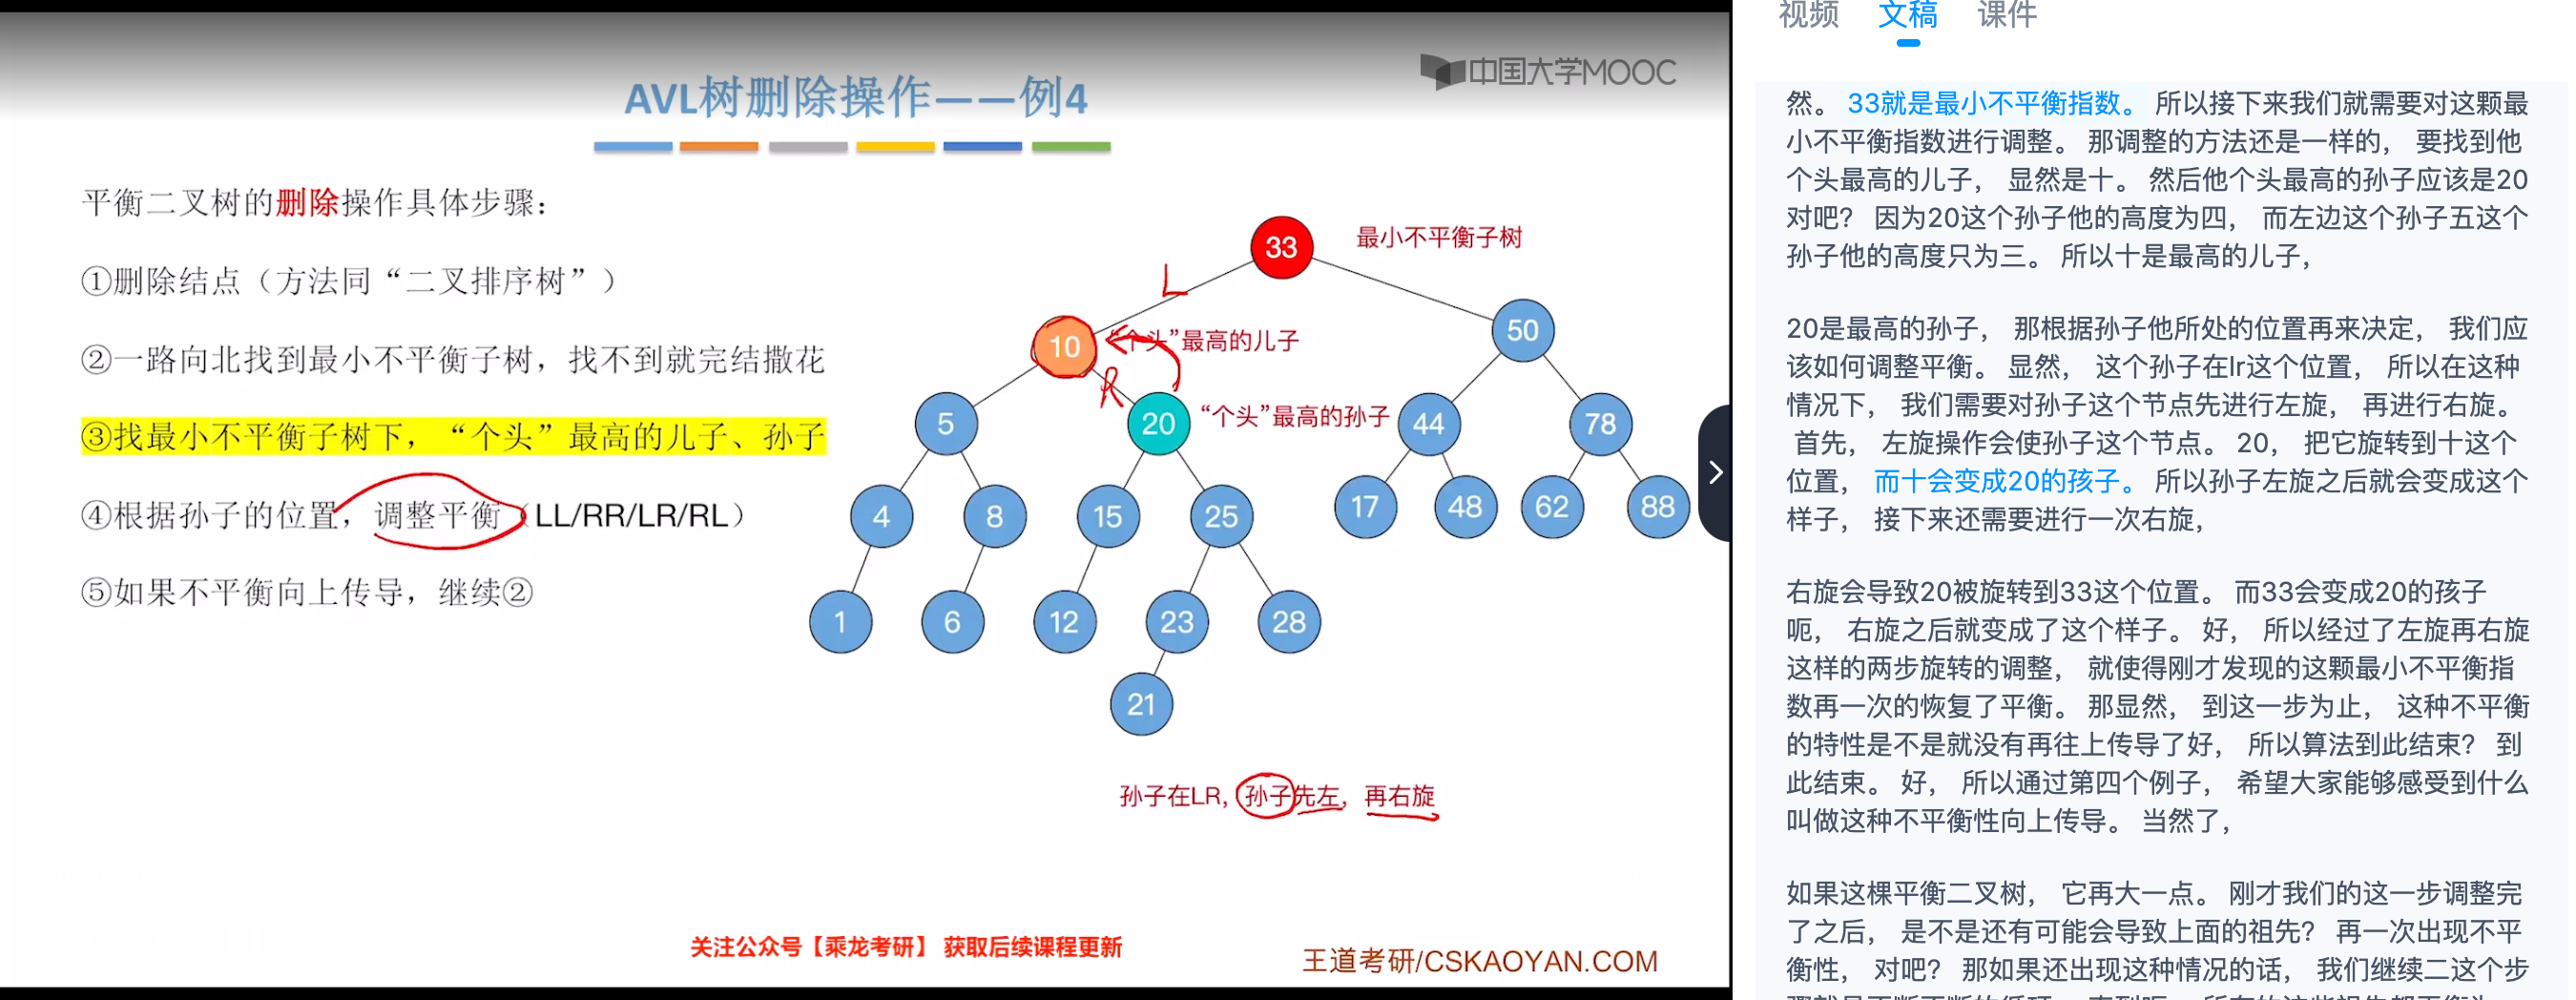 中国大学MOOC
AVL树删除操作——例4
平衡二叉树的删除操作具体步骤：
①删除结点（方法同“二叉排序树”）
②一路向北找到最小不平衡子树，找不到就完结撒花
③找最小不平衡子树下，“个头”最高的儿子、孙子
④根据孙子的位置，调整平衡（LL/RR/LR/RL）
⑤如果不平衡向上传导，继续②
33
最小不平衡子树
L
10
“个头”最高的儿子
50
R
5
20
“个头”最高的孙子
44
78
4
8
15
25
17
48
62
88
1
6
12
23
28
21
孙子在LR，孙子先左，再右旋
关注公众号【乘龙考研】 获取后续课程更新
王道考研/CSKAOYAN.COM
视频 文稿 课件
然。 33就是最小不平衡指数。 所以接下来我们就需要对这颗最
小不平衡指数进行调整。 那调整的方法还是一样的， 要找到他
个头最高的儿子， 显然是十。 然后他个头最高的孙子应该是20
对吧？ 因为20这个孙子他的高度为四， 而左边这个孙子五这个
孙子他的高度只为三。 所以十是最高的儿子，
20是最高的孙子， 那根据孙子他所处的位置再来决定， 我们应
该如何调整平衡。 显然， 这个孙子在lr这个位置， 所以在这种
情况下， 我们需要对孙子这个节点先进行左旋， 再进行右旋。
首先， 左旋操作会使孙子这个节点。 20， 把它旋转到十这个
位置， 而十会变成20的孩子。 所以孙子左旋之后就会变成这个
样子， 接下来还需要进行一次右旋，
右旋会导致20被旋转到33这个位置。 而33会变成20的孩子
呃， 右旋之后就变成了这个样子。 好， 所以经过了左旋再右旋
这样的两步旋转的调整， 就使得刚才发现的这颗最小不平衡指
数再一次的恢复了平衡。 那显然， 到这一步为止， 这种不平衡
的特性是不是就没有再往上传导了好， 所以算法到此结束？ 到
此结束。 好， 所以通过第四个例子， 希望大家能够感受到什么
叫做这种不平衡性向上传导。 当然了，
如果这棵平衡二叉树， 它再大一点。 刚才我们的这一步调整完
了之后， 是不是还有可能会导致上面的祖先？ 再一次出现不平
衡性， 对吧？ 那如果还出现这种情况的话， 我们继续二这个步